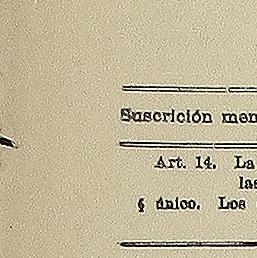 Suscrición men
Art. 14. La
las
§ único. Los